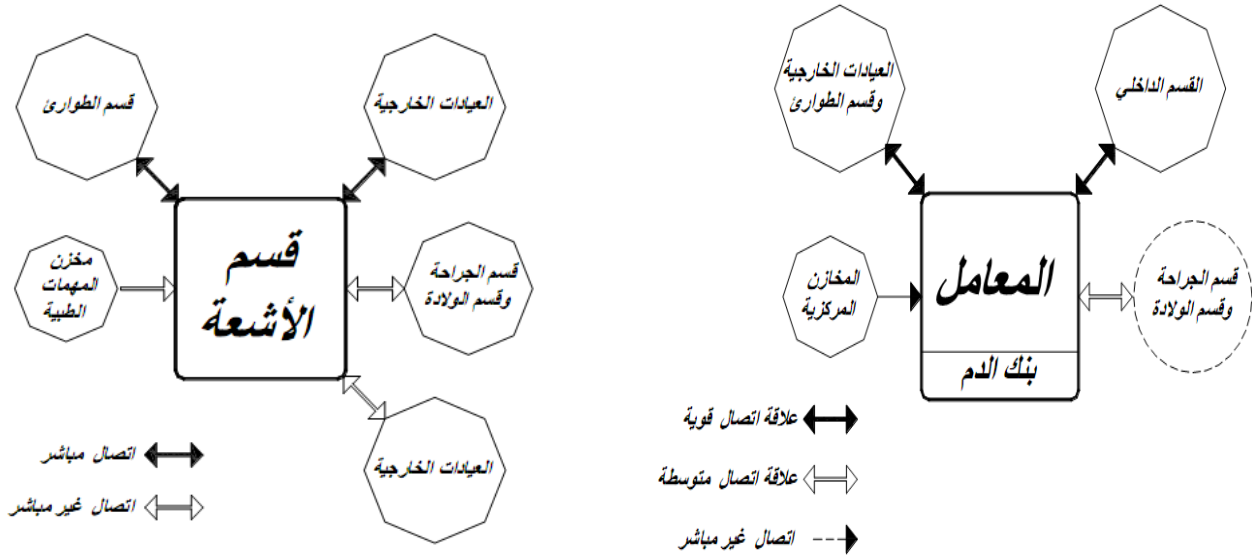 قسم الطوارئ
العيادات الخارجية
مخزن
المهمات
الطبية
قسم
الأشعة
قسم الجراحة
وقسم الولادة
العيادات الخارجية
اتصال مباشر
اتصال غير مباشر
العيادات الخارجية
وقسم الطوارئ
القسم الداخلي
المخازن
المركزية
المعامل
بنك الدم
قسم الجراحة
وقسم الولادة
علاقة اتصال قوية
علاقة اتصال متوسطة
اتصال غير مباشر